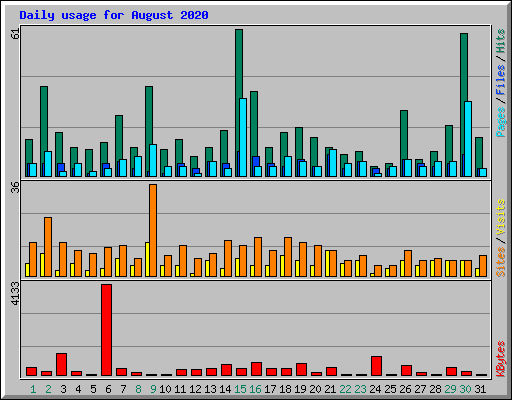 Daily usage for August 2020
61
Pages / Files / Hits
36
Sites / Visits
4133
KBytes
1 2 3 4 5 6 7 8 9 10 11 12 13 14 15 16 17 18 19 20 21 22 23 24 25 26 27 28 29 30 31